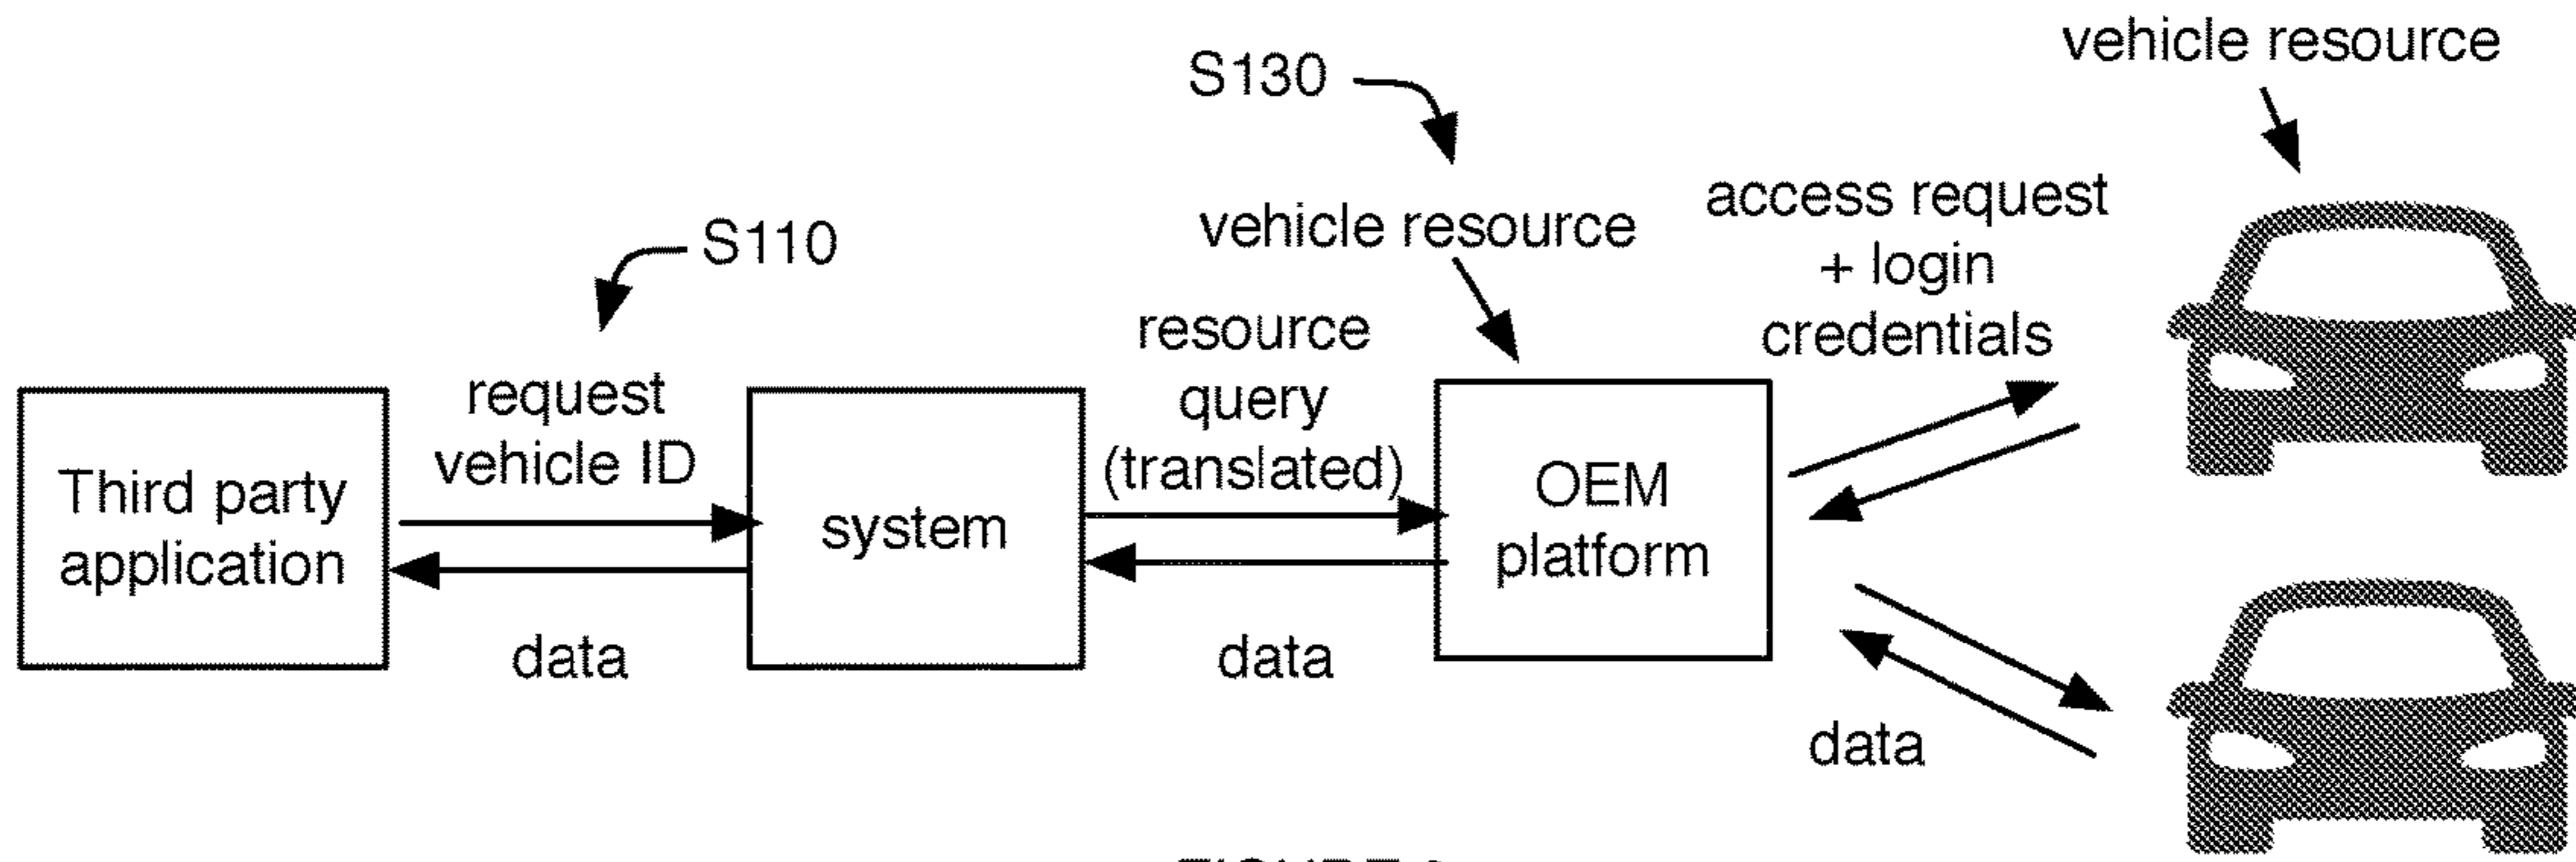 vehicle resource
S130
access request
+ login
credentials
vehicle resource
S110
resource
query
(translated)
request
vehicle ID
Third party
application
system
OEM
platform
data
data
data